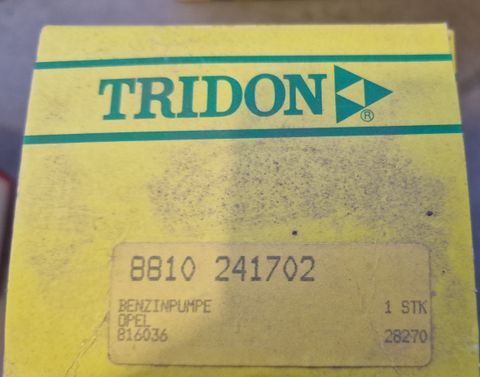 TRIDON ®
8810 241702
BENZINPUMPE 1 STK
OPEL
816036 28270